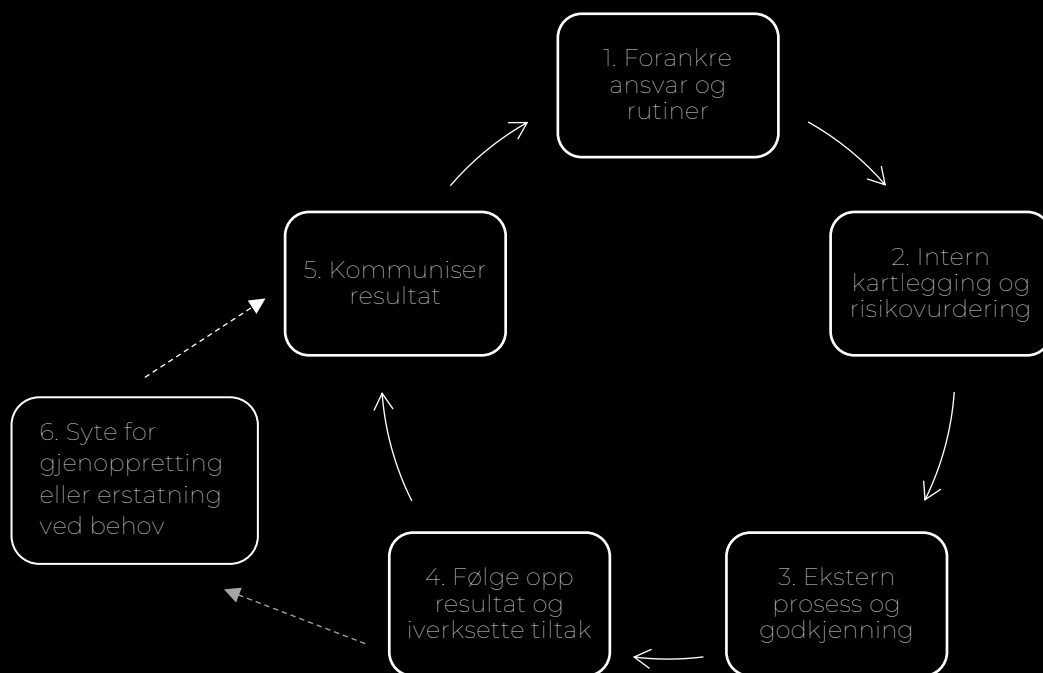 1. Forankre
ansvar og
rutiner
2. Intern
kartlegging og
risikovurdering
3. Ekstern
prosess og
godkjenning
4. Følge opp
resultat og
iverksette tiltak
5. Kommuniser
resultat
6. Syte for
gjenoppretting
eller erstatning
ved behov